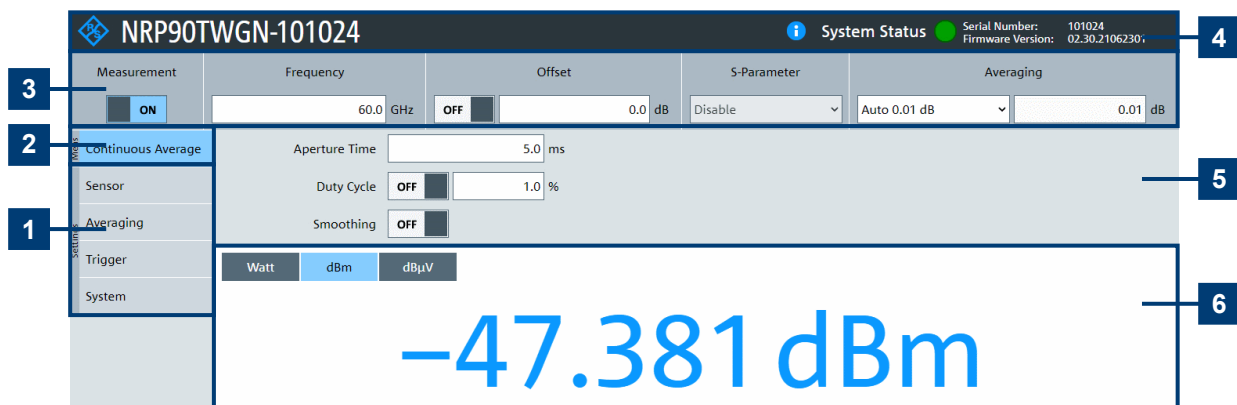 NRP90TWGN-101024
i System Status Serial Number: 101024
Firmware Version: 02.30.21062301
4
Measurement Frequency Offset S-Parameter Averaging
3
ON 60.0 GHz OFF 0.0 dB Disable Auto 0.01 dB 0.01 dB
2
Meas
Continuous Average
Aperture Time 5.0 ms
Sensor
Duty Cycle OFF 1.0 %
5
1
Settings
Averaging
Smoothing OFF
Trigger
System
Watt dBm dBµV
6
−47.381 dBm